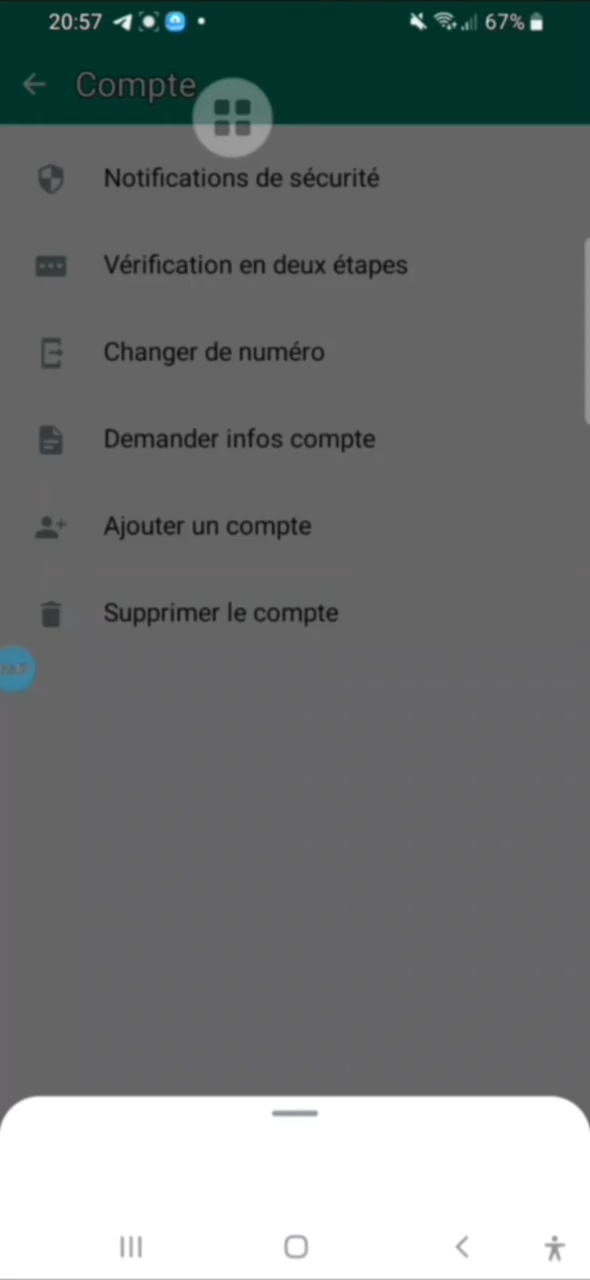 20:57 67%
Compte
Notifications de sécurité
Vérification en deux étapes
Changer de numéro
Demander infos compte
Ajouter un compte
Supprimer le compte